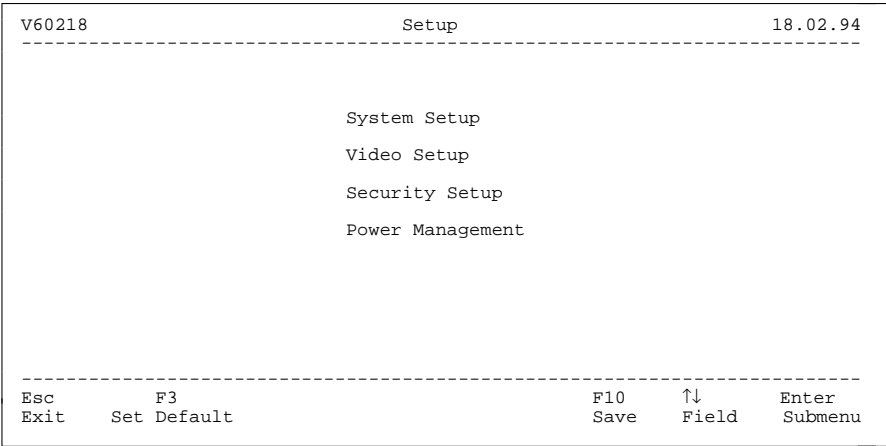 V60218 Setup 18.02.94
---------------------------------------------------------------------------
System Setup
Video Setup
Security Setup
Power Management
---------------------------------------------------------------------------
Esc F3 F10 ↑↓ Enter
Exit Set Default Save Field Submenu